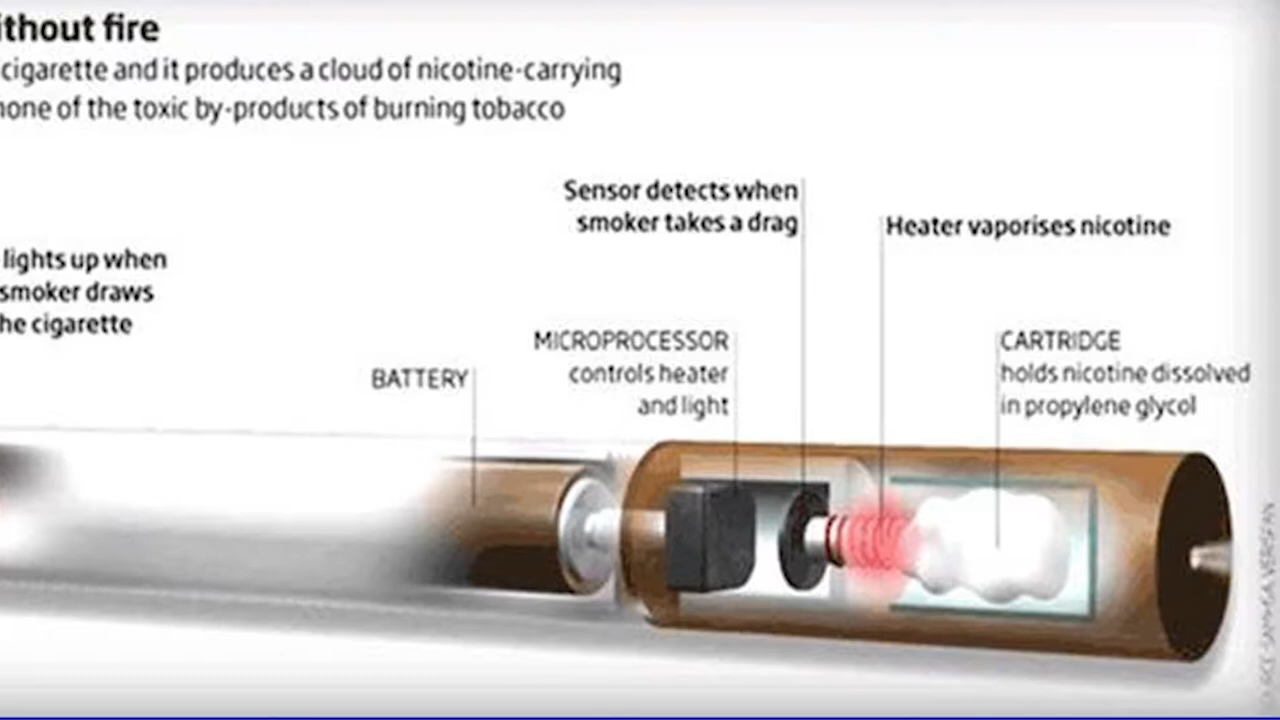 ithout fire
cigarette and it produces a cloud of nicotine-carrying
none of the toxic by-products of burning tobacco
Sensor detects when
smoker takes a drag
Heater vaporises nicotine
lights up when
smoker draws
he cigarette
MICROPROCESSOR
controls heater
and light
CARTRIDGE
holds nicotine dissolved
in propylene glycol
BATTERY